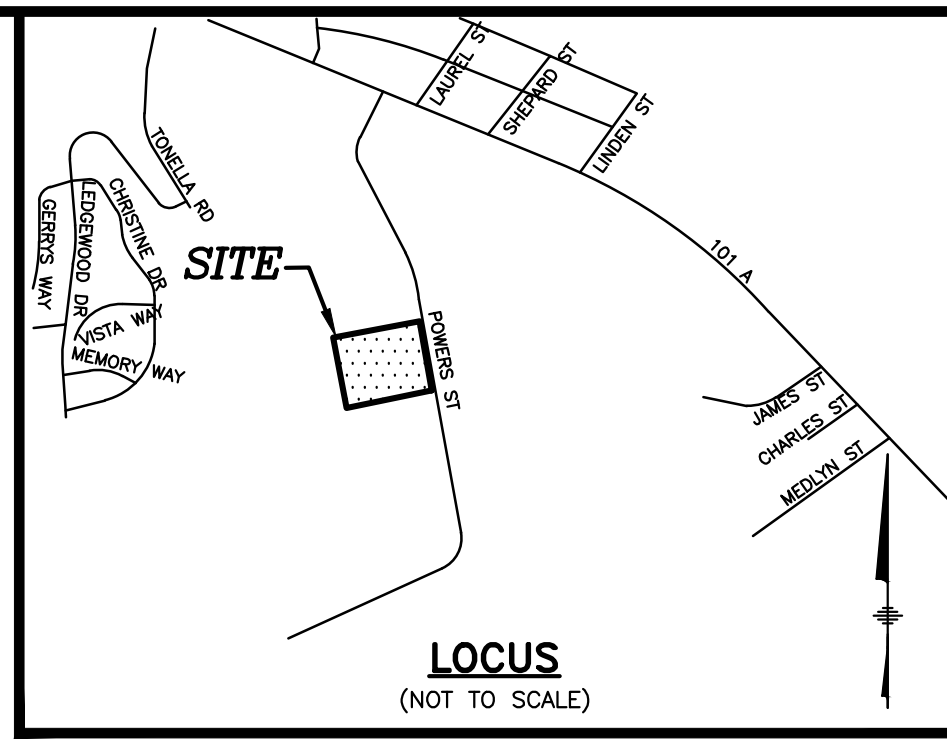 LAUREL ST
SHEPARD ST
LINDEN ST
TONELLA RD
CHRISTINE DR
LEDGEWOOD DR
GERRYS WAY
VISTA WAY
MEMORY WAY
SITE
POWERS ST
101 A
JAMES ST
CHARLES ST
MEDLYN ST
LOCUS
(NOT TO SCALE)